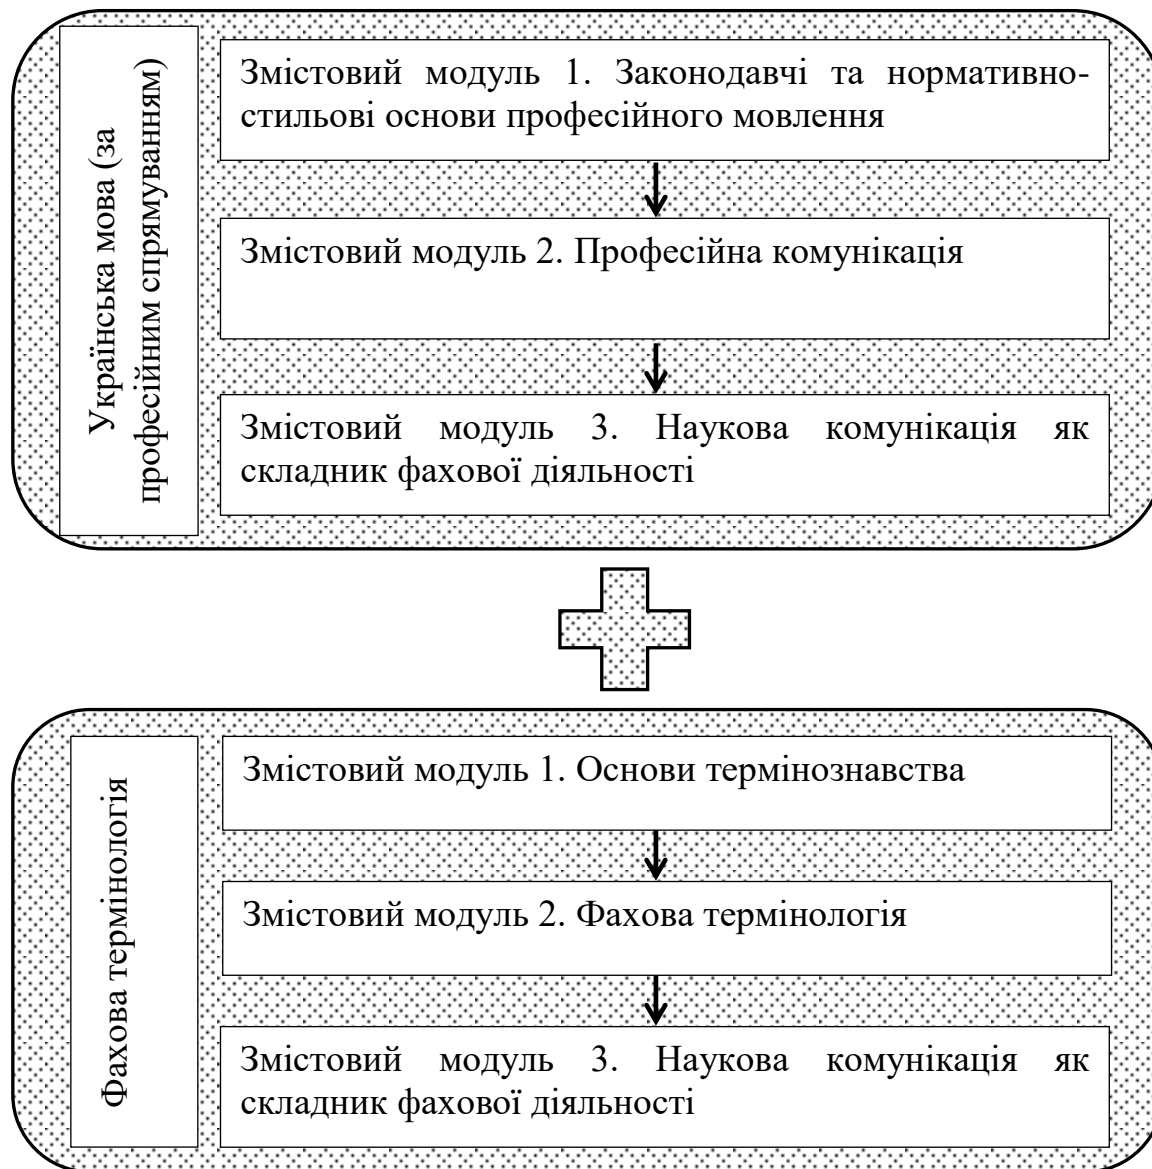 Українська мова (за
професійним спрямуванням)
Змістовий модуль 1. Законодавчі та нормативно-
стильові основи професійного мовлення
Змістовий модуль 2. Професійна комунікація
Змістовий модуль 3. Наукова комунікація як
складник фахової діяльності
Фахова термінологія
Змістовий модуль 1. Основи термінознавства
Змістовий модуль 2. Фахова термінологія
Змістовий модуль 3. Наукова комунікація як
складник фахової діяльності